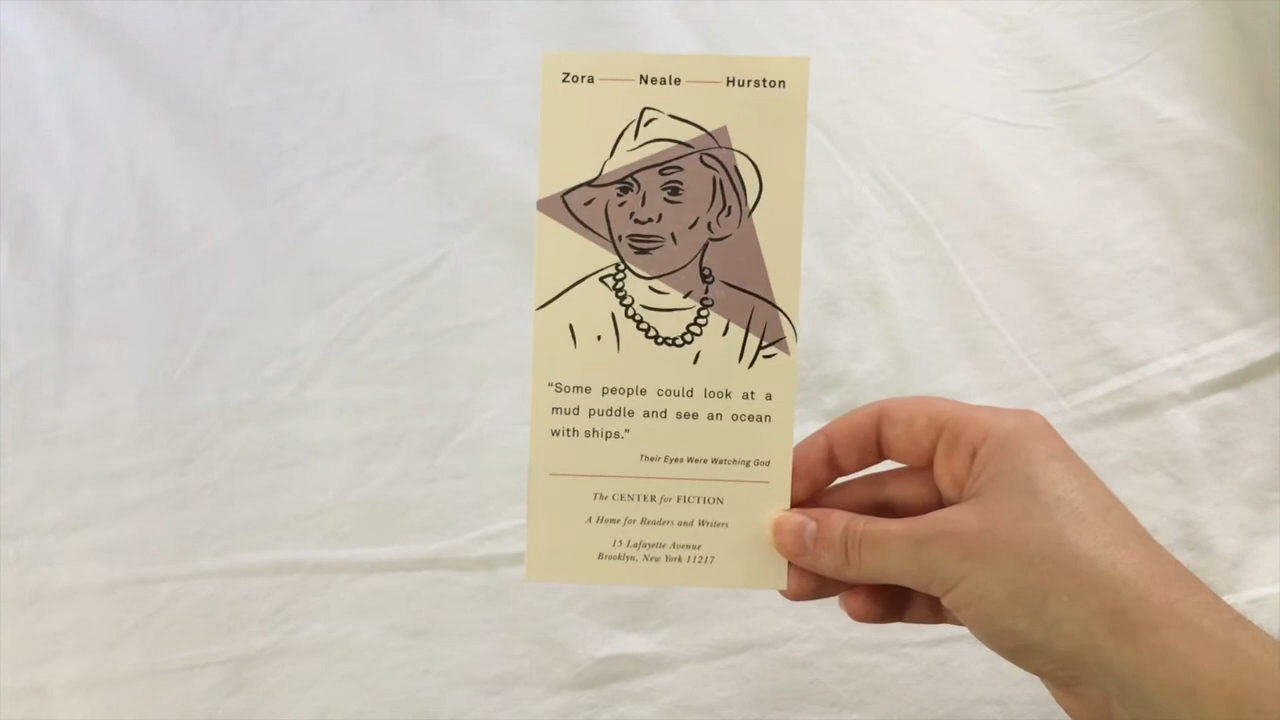 Zora — Neale — Hurston
“Some people could look at a
mud puddle and see an ocean
with ships.”
Their Eyes Were Watching God
The CENTER for FICTION
A Home for Readers and Writers
15 Lafayette Avenue
Brooklyn, New York 11217